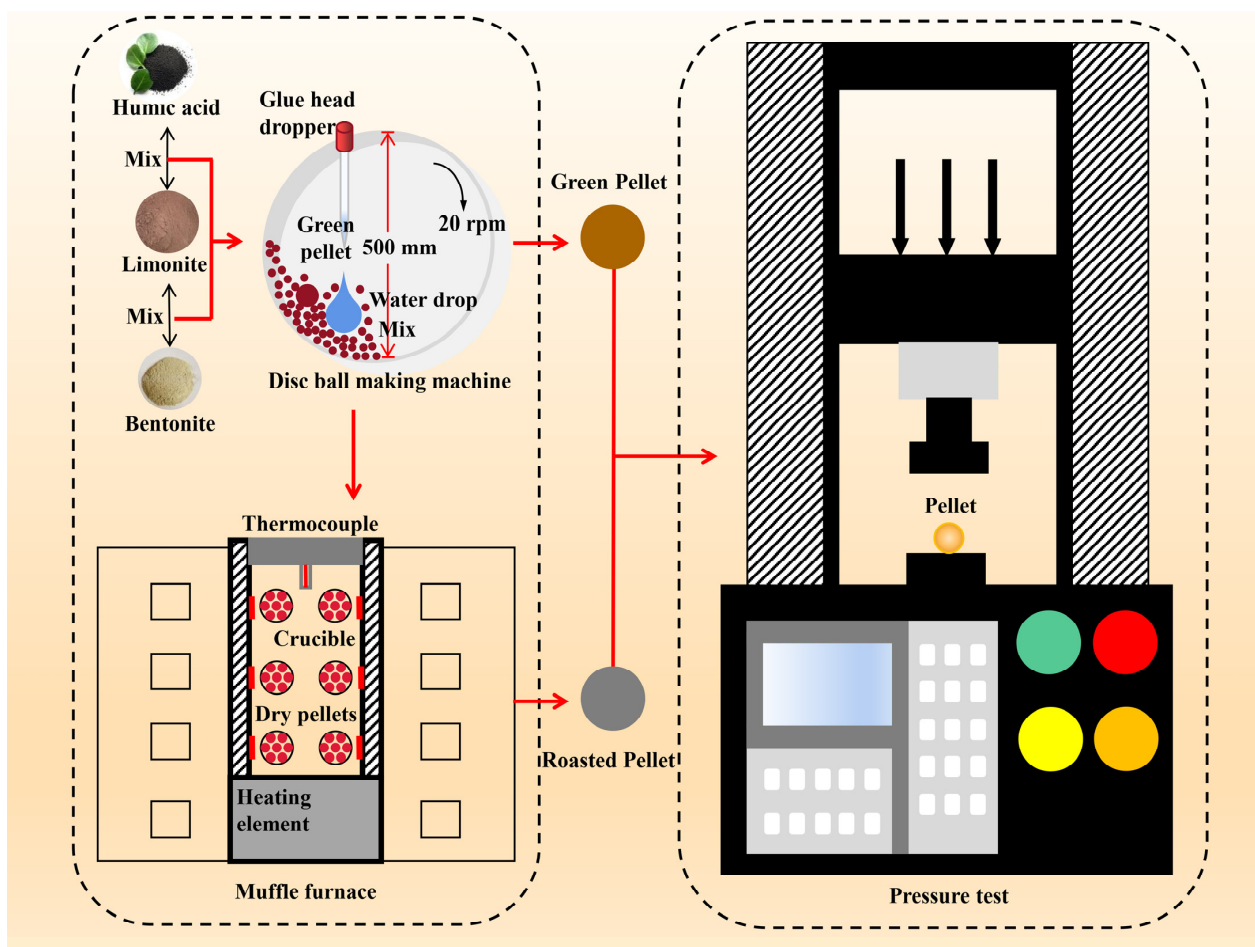 Humic acid
Mix
Limonite
Mix
Bentonite
Glue head
dropper
Green
pellet
500 mm
20 rpm
Water drop
Mix
Disc ball making machine
Green Pellet
Thermocouple
Crucible
Dry pellets
Heating
element
Muffle furnace
Roasted Pellet
Pellet
Pressure test